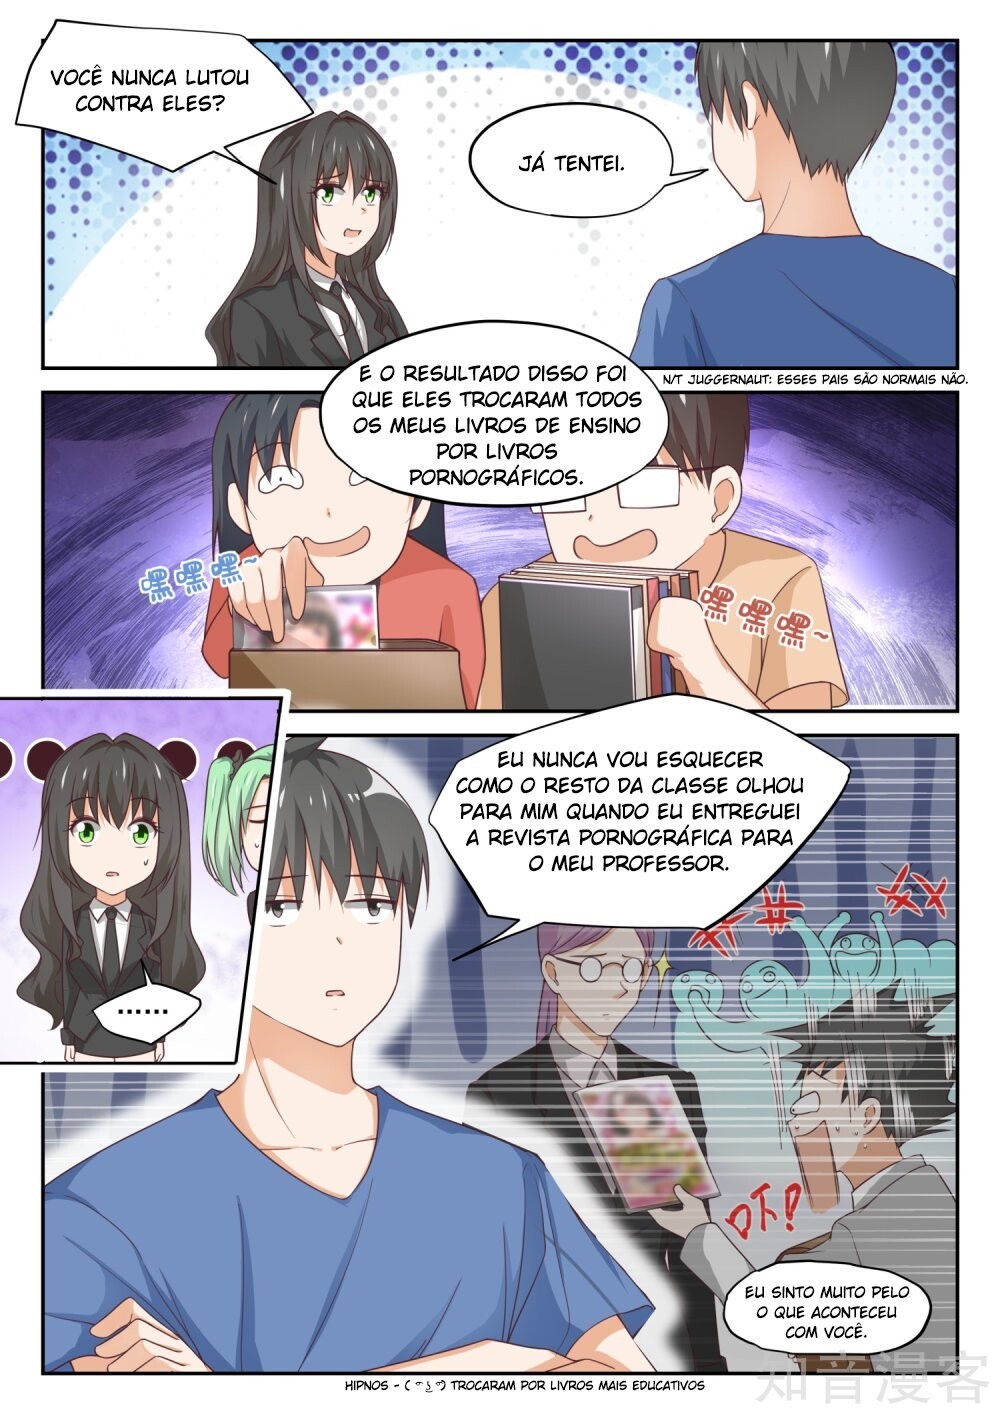 VOCÊ NUNCA LUTOU
CONTRA ELES?
JÁ TENTEI.
N/T JUGGERNAUT: ESSES PAIS SÃO NORMAIS NÃO.
E O RESULTADO DISSO FOI
QUE ELES TROCARAM TODOS
OS MEUS LIVROS DE ENSINO
POR LIVROS
PORNOGRÁFICOS.
嘿嘿嘿~
嘿嘿嘿~
EU NUNCA VOU ESQUECER
COMO O RESTO DA CLASSE OLHOU
PARA MIM QUANDO EU ENTREGUEI
A REVISTA PORNOGRÁFICA PARA
O MEU PROFESSOR.
......
吓!
EU SINTO MUITO PELO
O QUE ACONTECEU
COM VOCÊ.
知音漫客
HIPNOS - ( ͡° ͜ʖ ͡°) TROCARAM POR LIVROS MAIS EDUCATIVOS